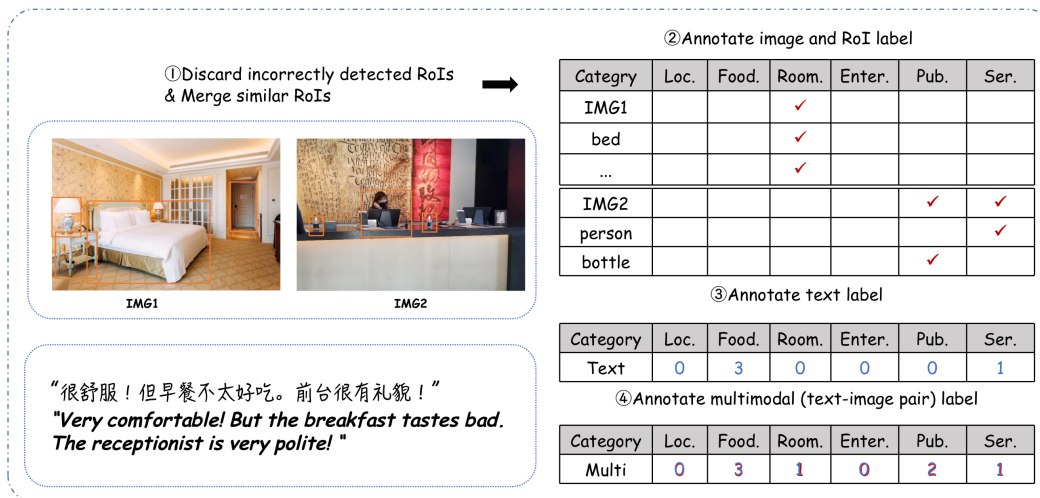 ①Discard incorrectly detected RoIs
& Merge similar RoIs
IMG1
IMG2
"很舒服！但早餐不太好吃。前台很有礼貌！"
"Very comfortable! But the breakfast tastes bad.
The receptionist is very polite! "
②Annotate image and RoI label
Categry Loc. Food. Room. Enter. Pub. Ser.
IMG1 ✓
bed ✓
... ✓
IMG2 ✓ ✓
person ✓
bottle ✓
③Annotate text label
Category Loc. Food. Room. Enter. Pub. Ser.
Text 0 3 0 0 0 1
④Annotate multimodal (text-image pair) label
Category Loc. Food. Room. Enter. Pub. Ser.
Multi 0 3 1 0 2 1